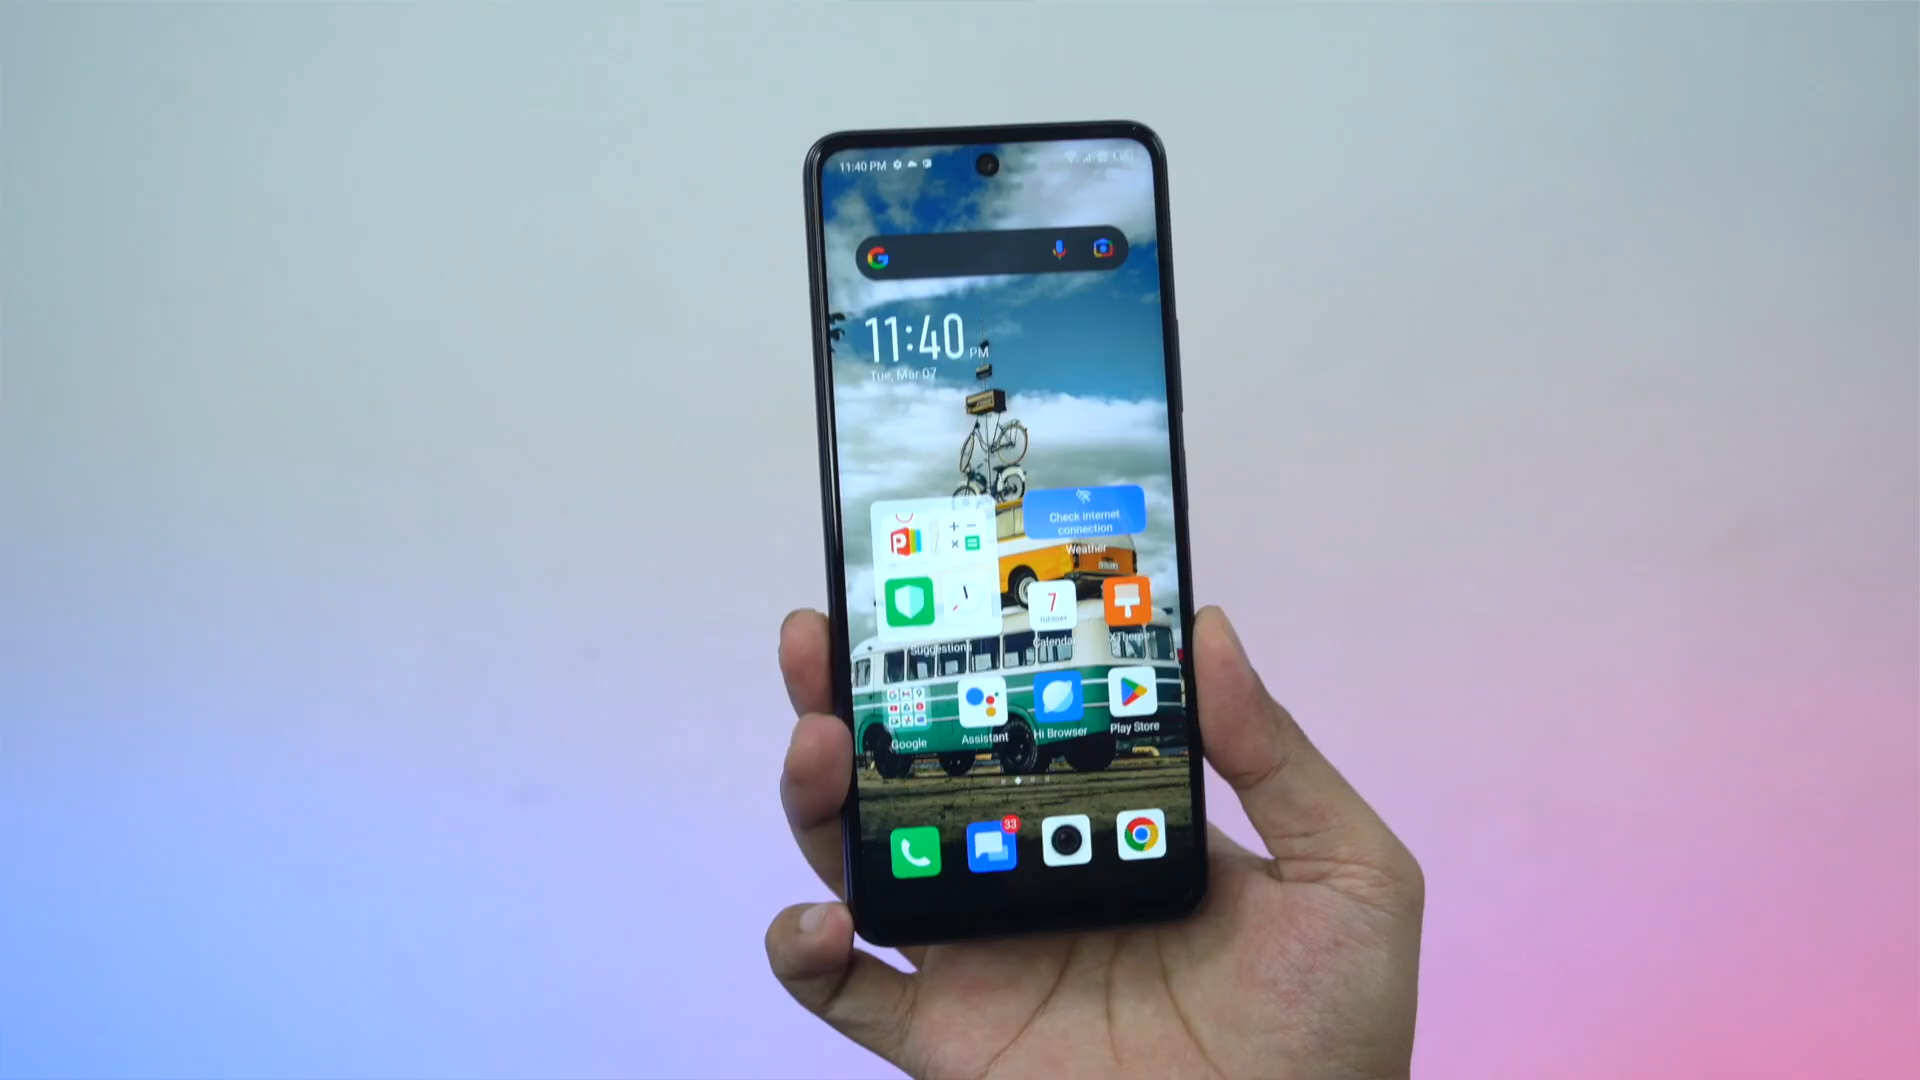 11:40 PM
11:40 PM
Tue, Mar 07
Check internet
connection
Weather
7
TUESDAY
Suggestions
Calendar
XTheme
Google
Assistant
Hi Browser
Play Store
33